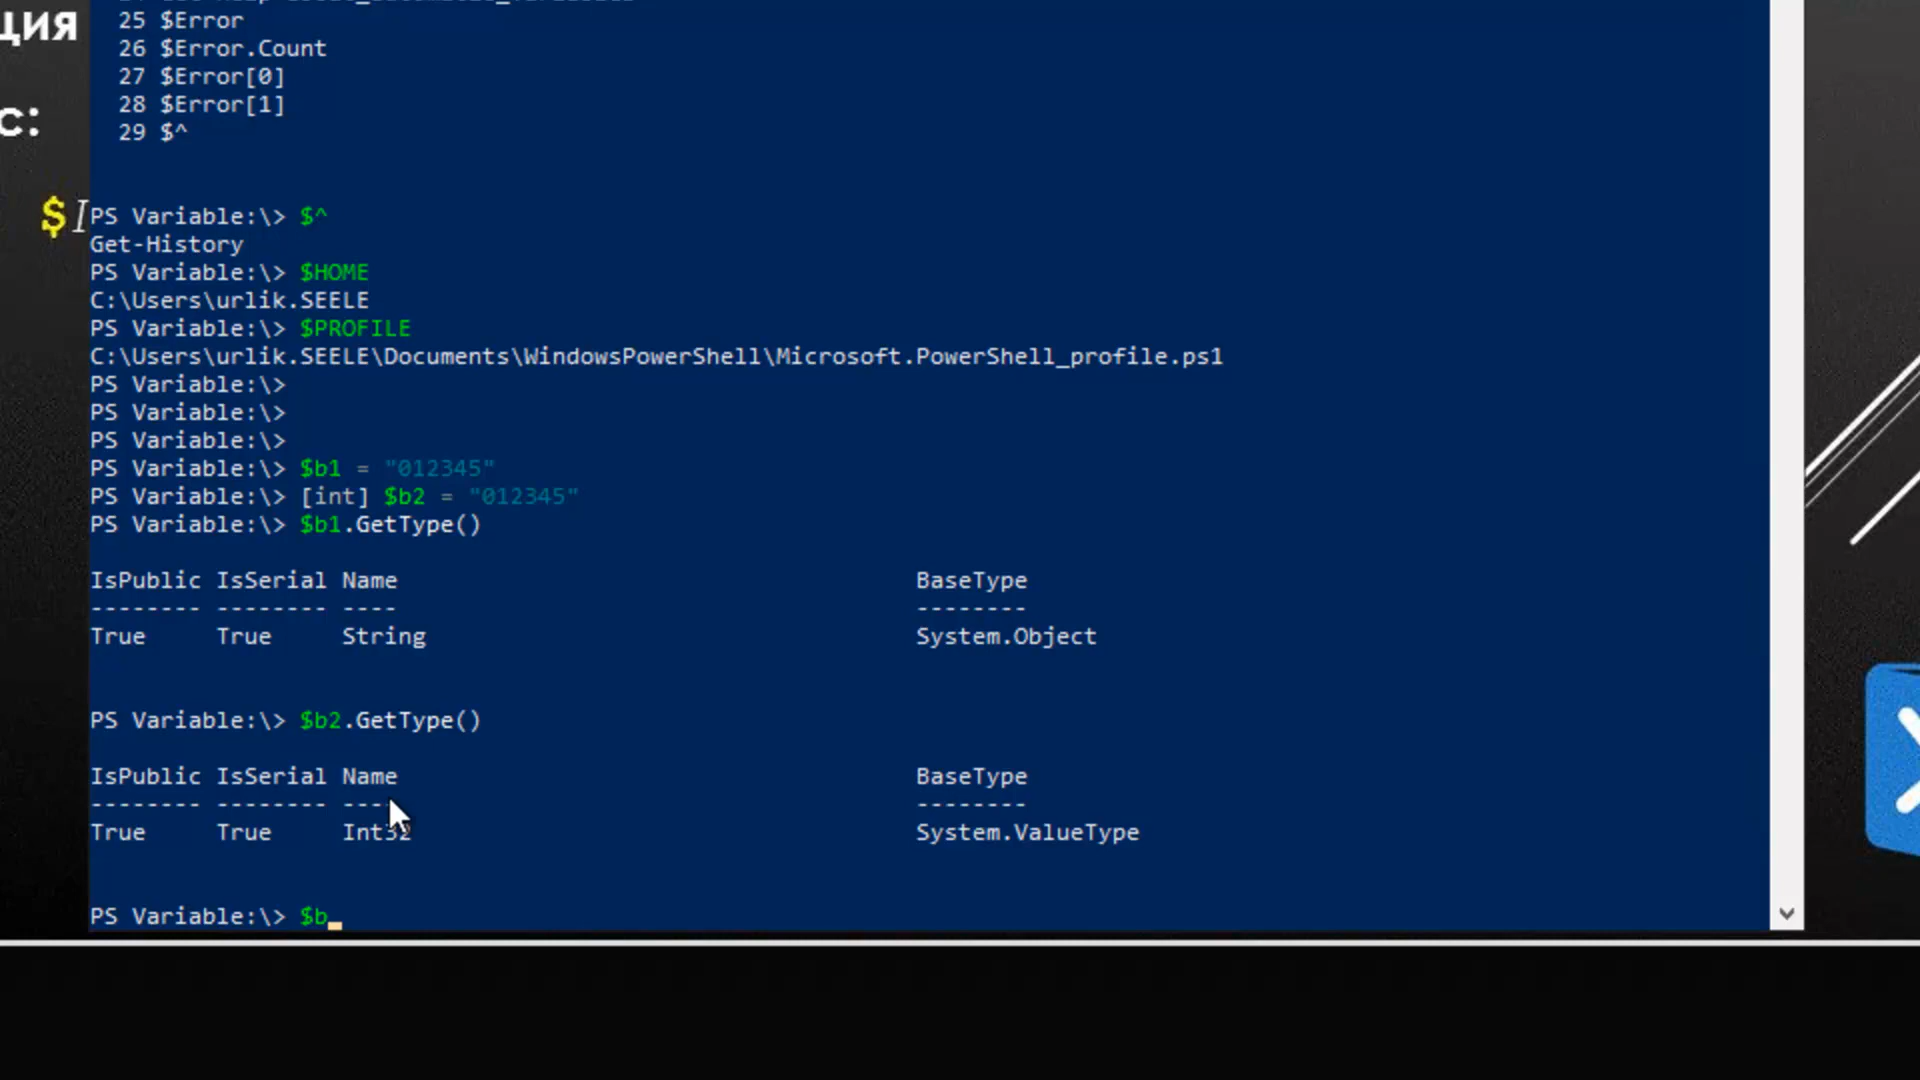 ция
с:
$
25 $Error
26 $Error.Count
27 $Error[0]
28 $Error[1]
29 $^
PS Variable:\> $^
Get-History
PS Variable:\> $HOME
C:\Users\urlik.SEELE
PS Variable:\> $PROFILE
C:\Users\urlik.SEELE\Documents\WindowsPowerShell\Microsoft.PowerShell_profile.ps1
PS Variable:\>
PS Variable:\>
PS Variable:\>
PS Variable:\> $b1 = "012345"
PS Variable:\> [int] $b2 = "012345"
PS Variable:\> $b1.GetType()
IsPublic IsSerial Name BaseType
-------- -------- ---- --------
True True String System.Object
PS Variable:\> $b2.GetType()
IsPublic IsSerial Name BaseType
-------- -------- ---- --------
True True Int32 System.ValueType
PS Variable:\> $b_